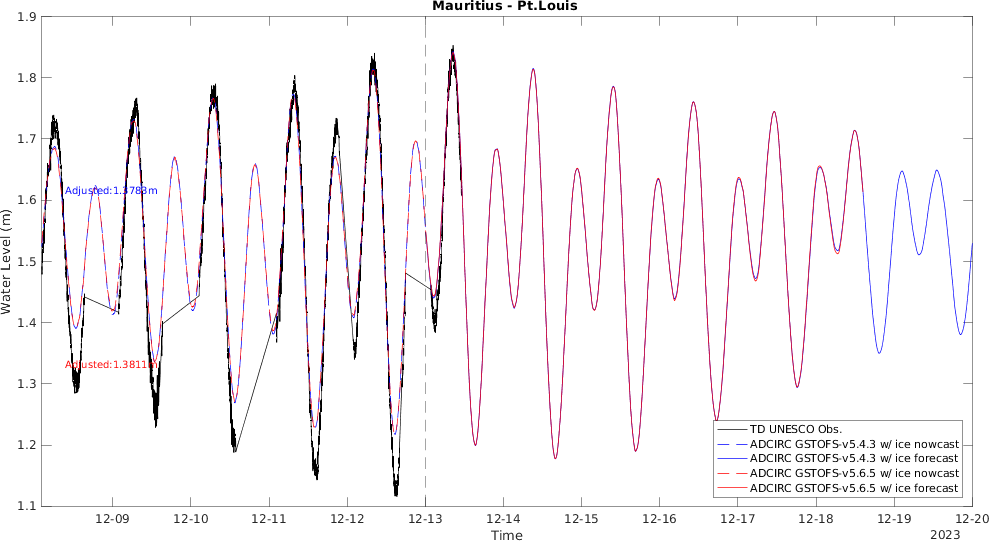 Mauritius - Pt.Louis
1.9
1.8
1.7
1.6
1.5
1.4
1.3
1.2
1.1
Water Level (m)
Adjusted:1.3783m
Adjusted:1.3811m
TD UNESCO Obs.
ADCIRC GSTOFS-v5.4.3 w/ ice nowcast
ADCIRC GSTOFS-v5.4.3 w/ ice forecast
ADCIRC GSTOFS-v5.6.5 w/ ice nowcast
ADCIRC GSTOFS-v5.6.5 w/ ice forecast
12-09 12-10 12-11 12-12 12-13 12-14 12-15 12-16 12-17 12-18 12-19 12-20
Time
2023